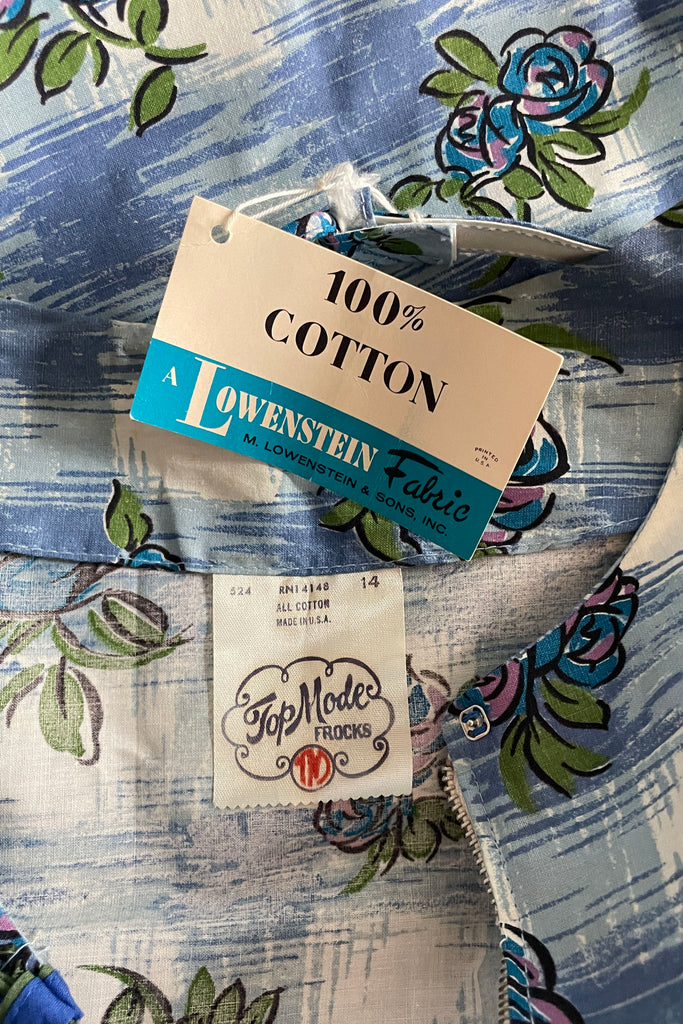 100%
COTTON
A LOWENSTEIN Fabric
M. LOWENSTEIN & SONS, INC.
PRINTED
IN
U.S.A.
524 RN14148 14
ALL COTTON
MADE IN U.S.A.
Top Mode
FROCKS
TM